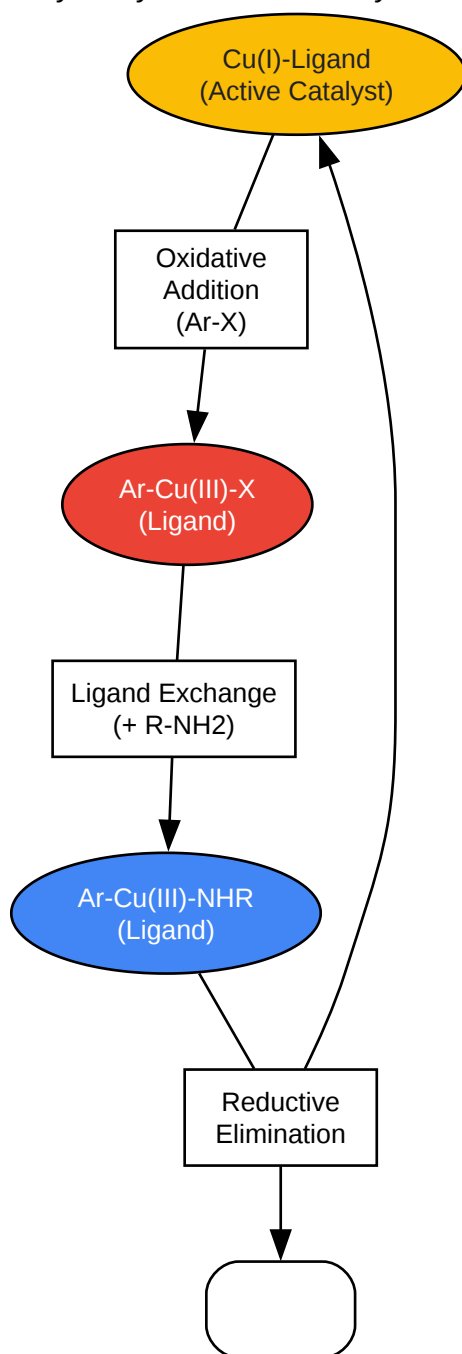 Cu(I)-Ligand
(Active Catalyst)
Oxidative
Addition
(Ar-X)
Ar-Cu(III)-X
(Ligand)
Ligand Exchange
(+ R-NH2)
Ar-Cu(III)-NHR
(Ligand)
Reductive
Elimination